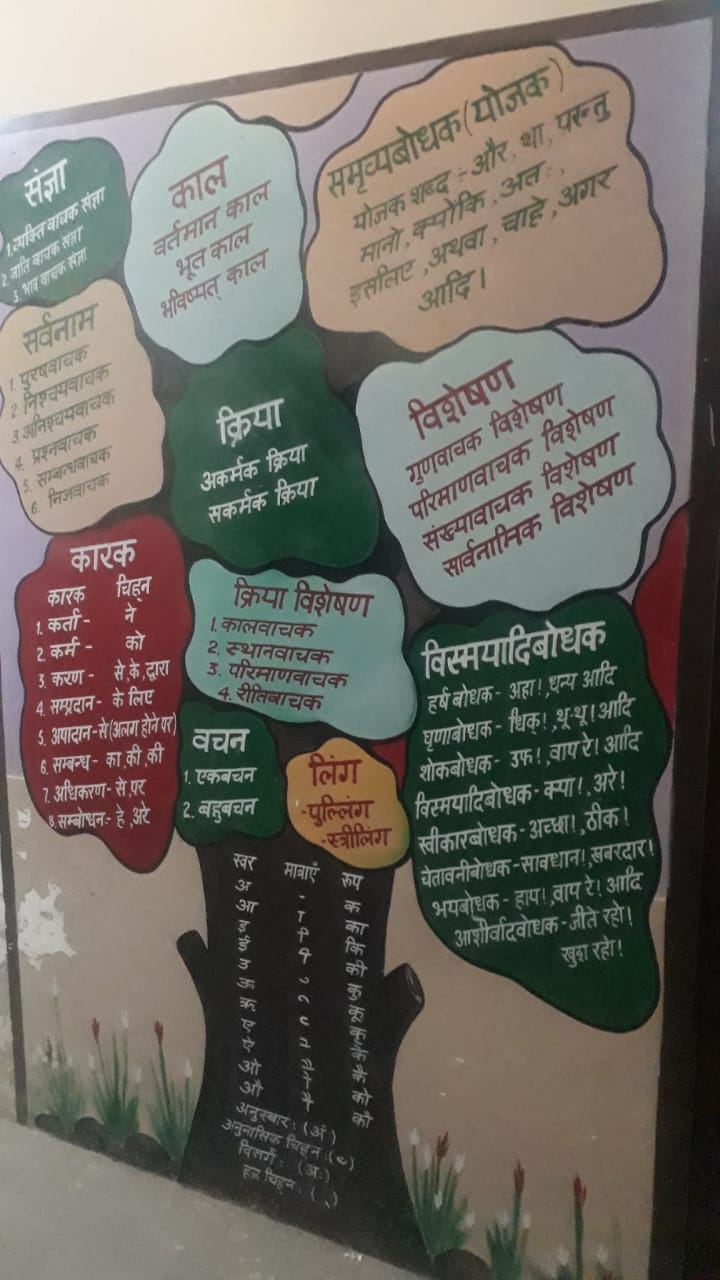 संज्ञा
1. व्यक्ति वाचक संज्ञा
2. जाति वाचक संज्ञा
3. भाव वाचक संज्ञा
काल
वर्तमान काल
भूत काल
भविष्यत् काल
समृव्यबोधक (योजक)
योजक शब्द :- और, था, परन्तु
मानो, क्योंकि, अतः,
इसलिए, अथवा, चाहे, अगर
आदि।
सर्वनाम
1. पुरषवाचक
2. निश्चयवाचक
3. अनिश्चयवाचक
4. प्रश्नवाचक
5. सम्बन्धवाचक
6. निजवाचक
क्रिया
अकर्मक क्रिया
सकर्मक क्रिया
विशेषण
गुणवाचक विशेषण
परिमाणवाचक विशेषण
संख्यावाचक विशेषण
सार्वनामिक विशेषण
कारक
कारक चिह्न
1. कर्ता - ने
2. कर्म - को
3. करण - से, के, द्वारा
4. सम्प्रदान - के लिए
5. अपादान - से (अलग होने पर)
6. सम्बन्ध - का, की, की
7. अधिकरण - से, पर
8. सम्बोधन:- हे, अरे
क्रिया विशेषण
1. कालवाचक
2. स्थानवाचक
3. परिमाणवाचक
4. रीतिवाचक
वचन
1. एकबचन
2. बहुबचन
लिंग
-पुल्लिंग
-स्त्रीलिंग
विस्मयादिबोधक
हर्ष बोधक - अहा!, धन्य आदि
घृणाबोधक - धिक्!, थू-थू! आदि
शोकबोधक - उफ!, वाप रे! आदि
विस्मयादिबोधक - क्या!, अरे!
स्वीकारबोधक - अच्छा!, ठीक!
चेतावनीबोधक - सावधान!, खबरदार!
भयबोधक - हाय!, वाप रे! आदि
आशीर्वादवोधक - जीते रहो!
खुश रहो!
स्वर मात्राएँ रूप
अ - क
आ ा का
इ ि कि
ई ी की
उ ु कु
ऊ ू कू
ऋ ृ कृ
ए े के
ऐ ै कै
ओ ो को
औ ौ कौ
अनुस्वार: (अं)
अनुनासिक चिह्न: (ँ)
विसर्ग: (अः)
हल चिह्न: (्)